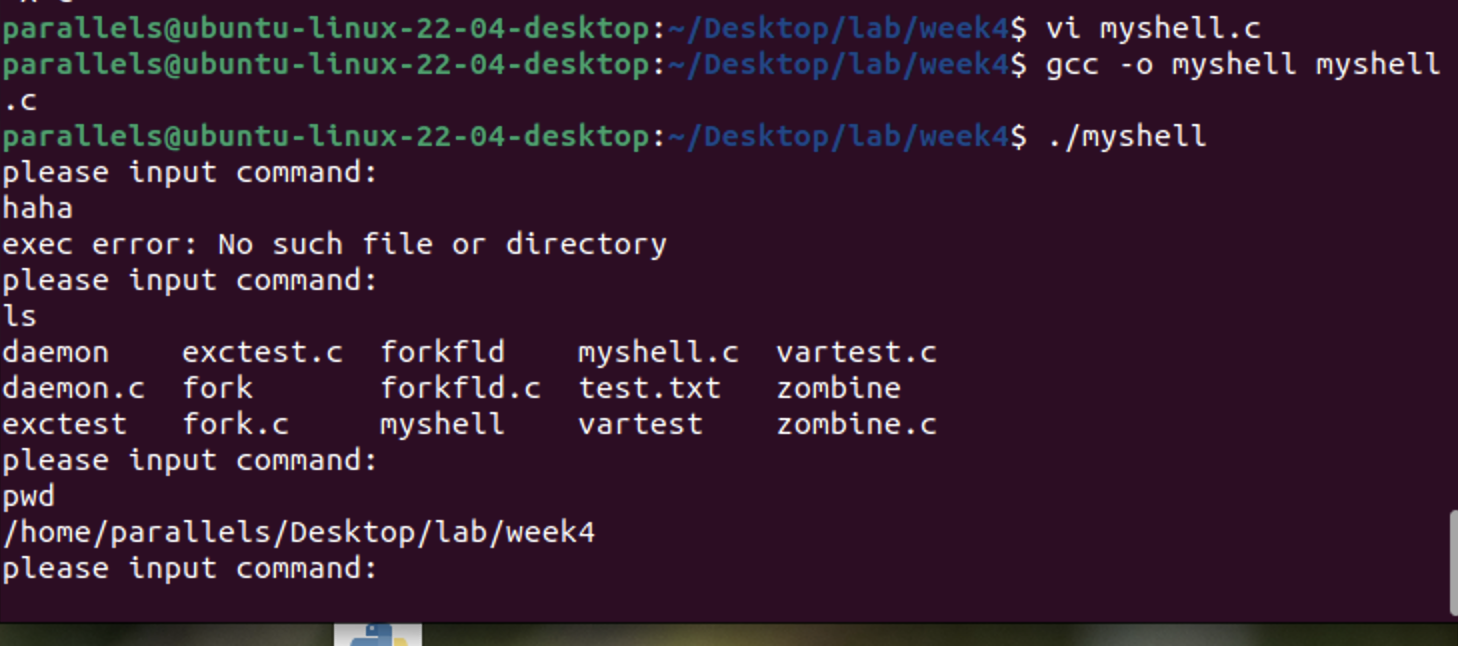 parallels@ubuntu-linux-22-04-desktop:~/Desktop/lab/week4$ vi myshell.c
parallels@ubuntu-linux-22-04-desktop:~/Desktop/lab/week4$ gcc -o myshell myshell
.c
parallels@ubuntu-linux-22-04-desktop:~/Desktop/lab/week4$ ./myshell
please input command:
haha
exec error: No such file or directory
please input command:
ls
daemon    exctest.c  forkfld    myshell.c  vartest.c
daemon.c  fork       forkfld.c  test.txt   zombine
exctest   fork.c     myshell    vartest    zombine.c
please input command:
pwd
/home/parallels/Desktop/lab/week4
please input command: